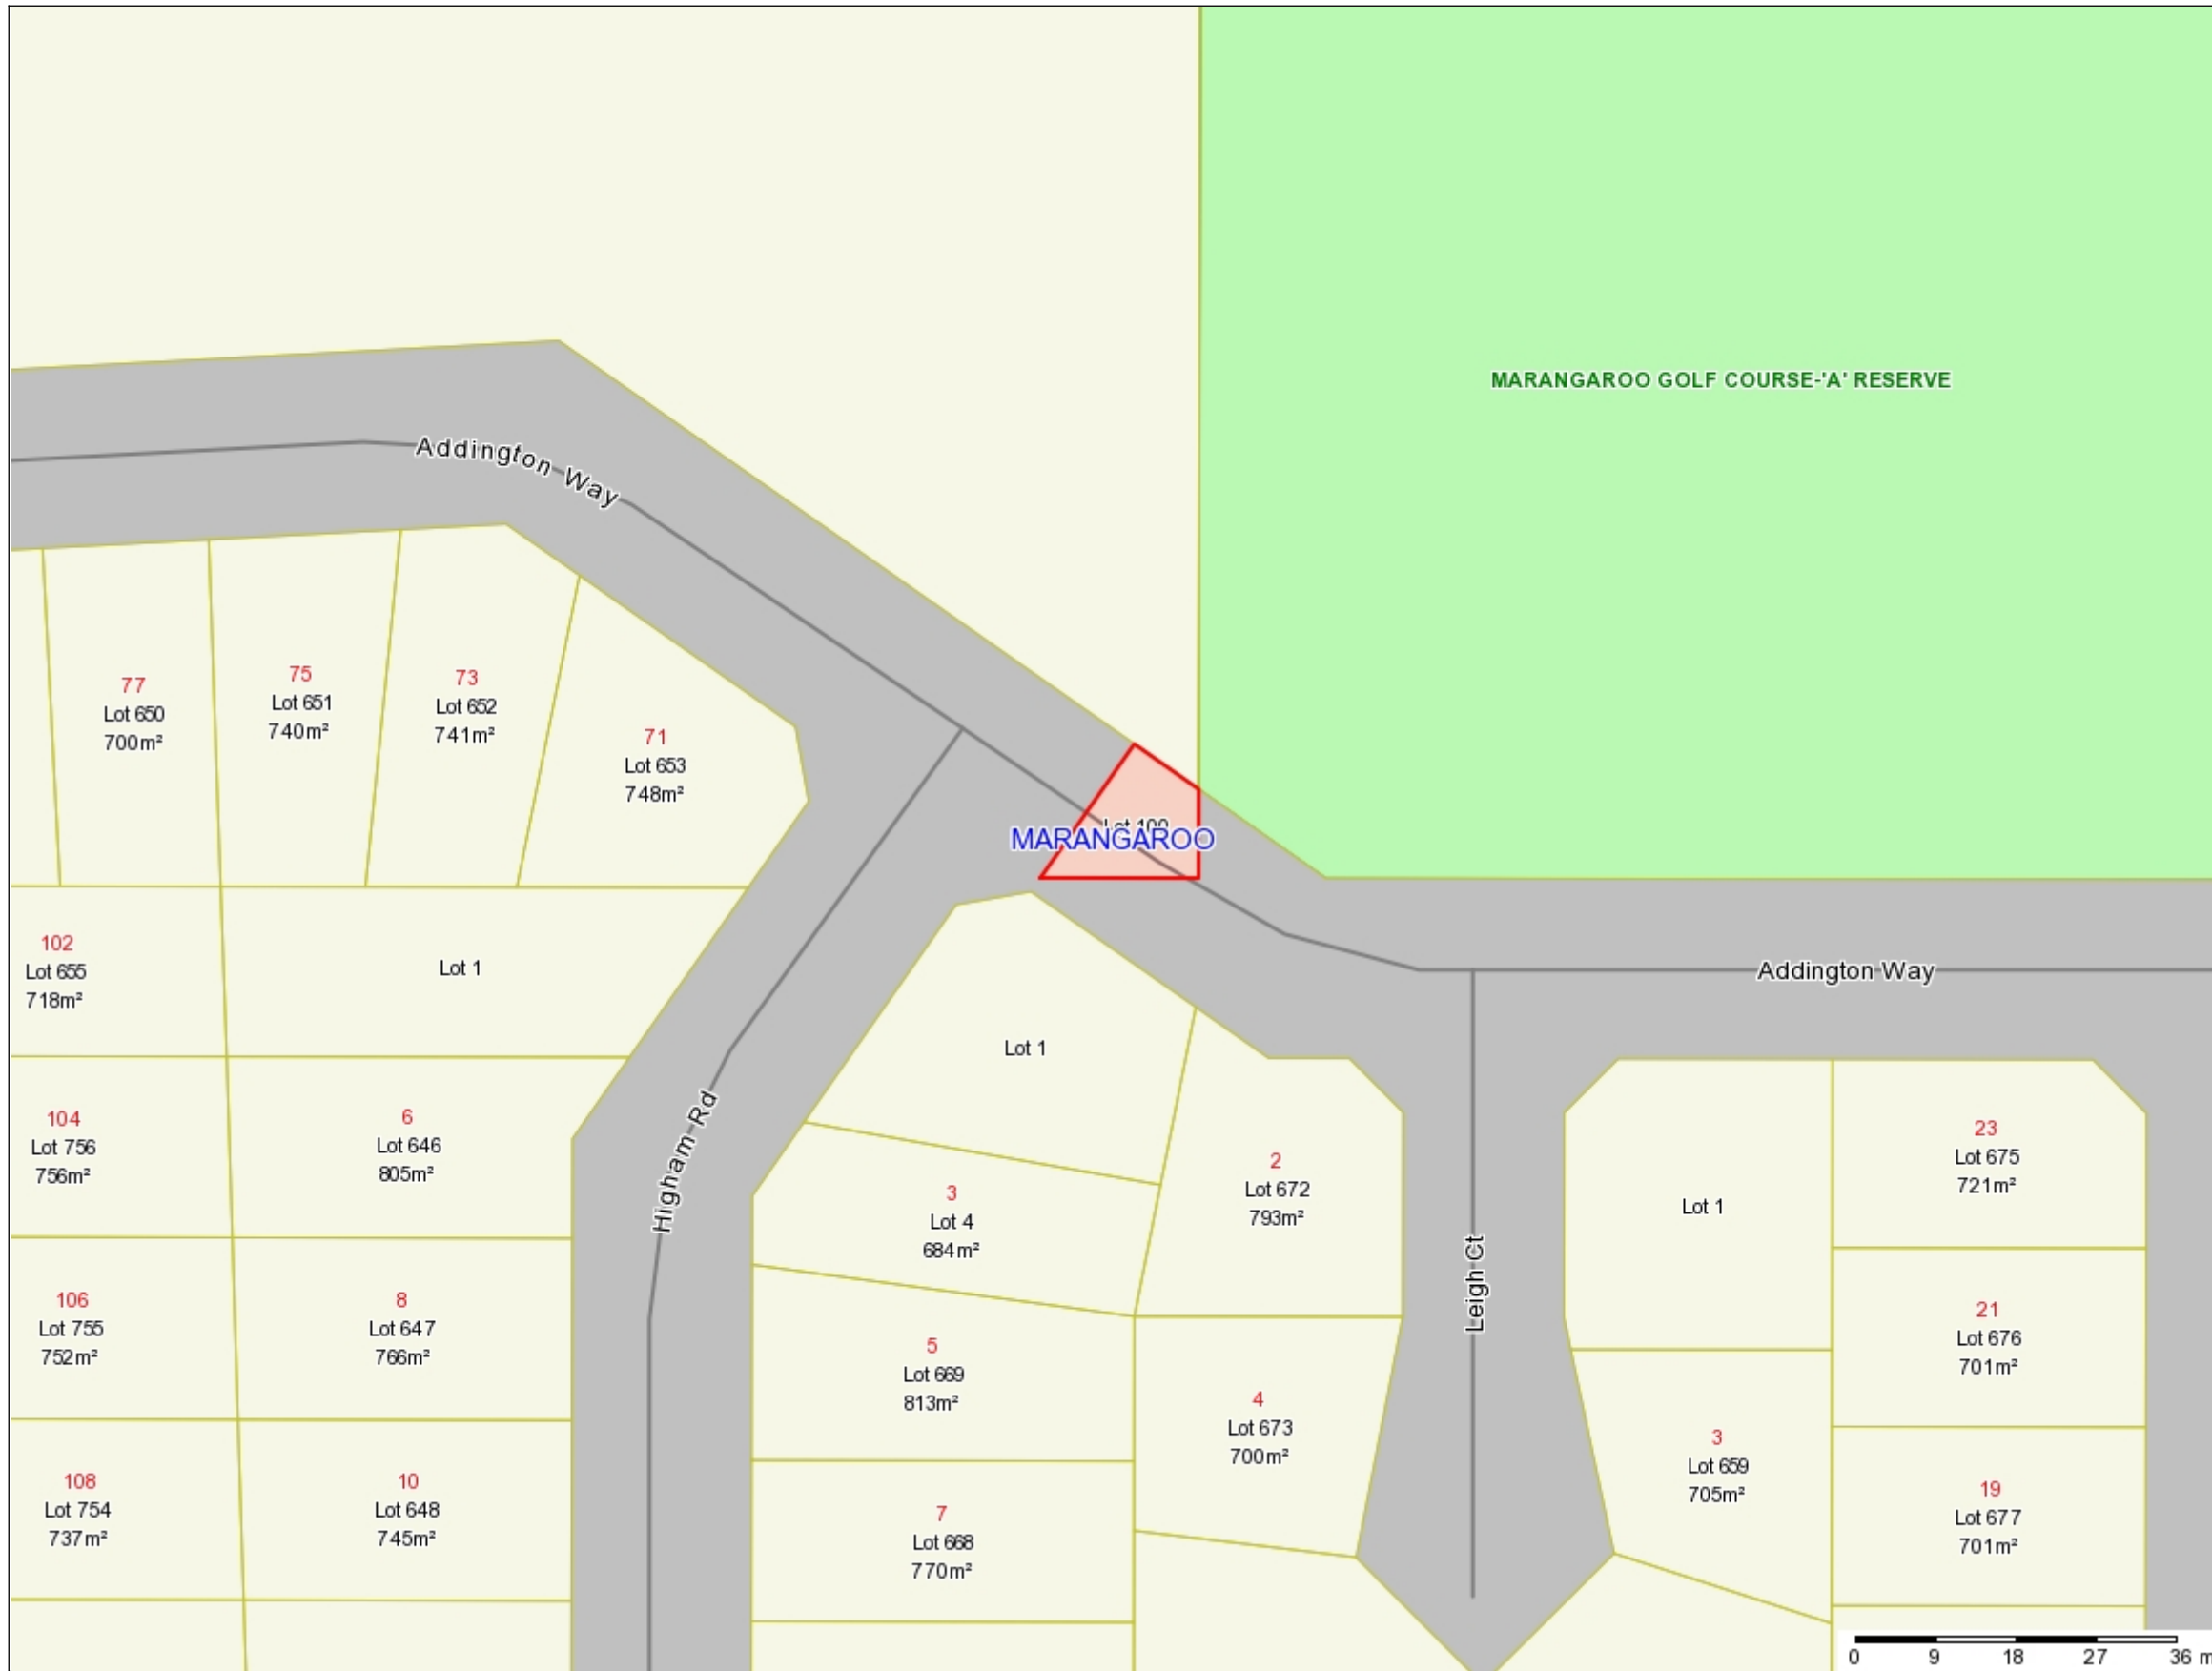 MARANGAROO GOLF COURSE-'A' RESERVE
Addington Way
77
Lot 650
700m²
75
Lot 651
740m²
73
Lot 652
741m²
71
Lot 653
748m²
Lot 100
MARANGAROO
102
Lot 655
718m²
Lot 1
Addington Way
Lot 1
104
Lot 756
756m²
6
Lot 646
805m²
Higham Rd
3
Lot 4
684m²
2
Lot 672
793m²
Leigh Ct
Lot 1
23
Lot 675
721m²
106
Lot 755
752m²
8
Lot 647
766m²
5
Lot 669
813m²
4
Lot 673
700m²
21
Lot 676
701m²
3
Lot 659
705m²
108
Lot 754
737m²
10
Lot 648
745m²
7
Lot 668
770m²
19
Lot 677
701m²
0 9 18 27 36 m